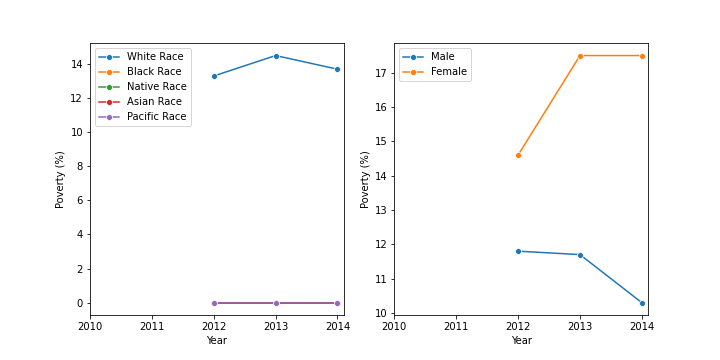 White Race
Black Race
Native Race
Asian Race
Pacific Race
14
12
10
8
6
4
2
0
Poverty (%)
2010 2011 2012 2013 2014
Year
Male
Female
17
16
15
14
13
12
11
10
Poverty (%)
2010 2011 2012 2013 2014
Year